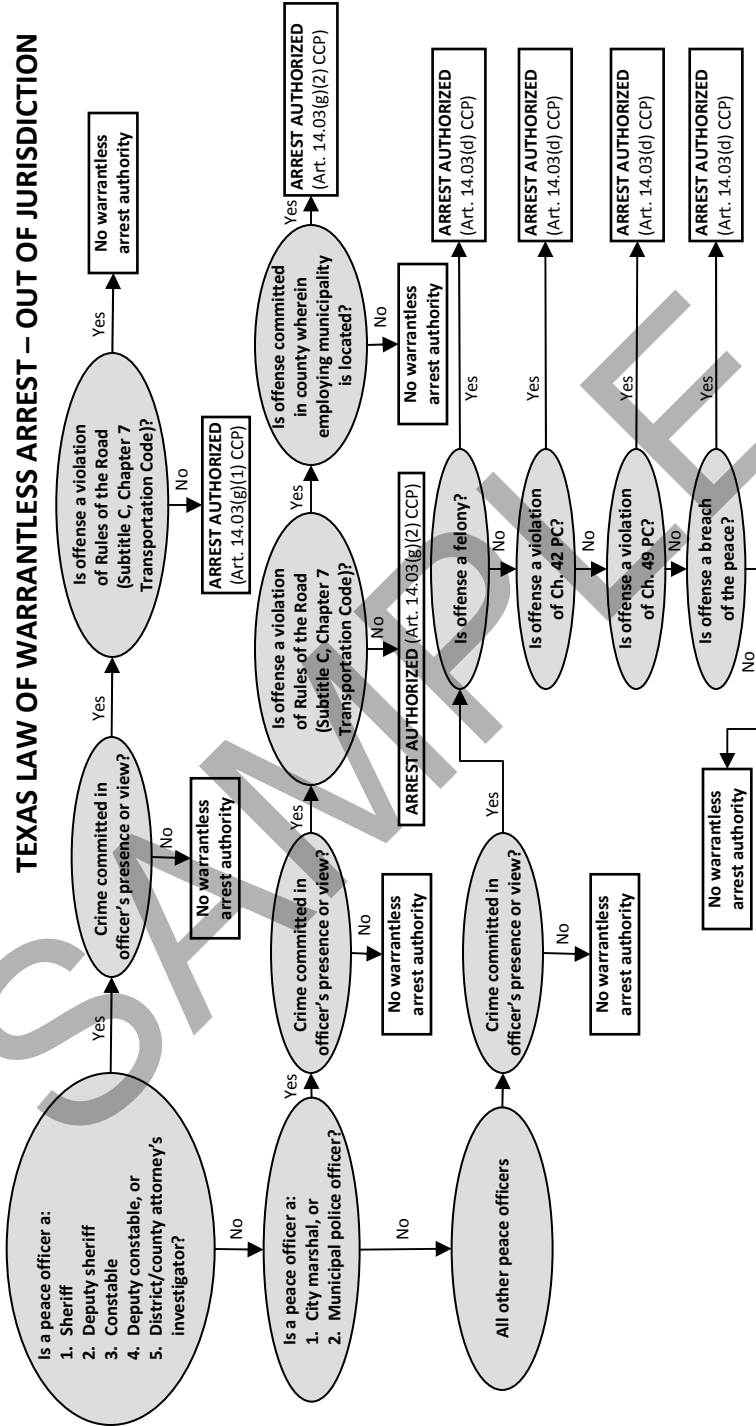 TEXAS LAW OF WARRANTLESS ARREST – OUT OF JURISDICTION
Is a peace officer a:
1. Sheriff
2. Deputy sheriff
3. Constable
4. Deputy constable, or
5. District/county attorney's
investigator?
Yes
Crime committed in
officer's presence or view?
No
No warrantless
arrest authority
Yes
Is offense a violation
of Rules of the Road
(Subtitle C, Chapter 7
Transportation Code)?
No
ARREST AUTHORIZED
(Art. 14.03(g)(1) CCP)
Yes
No warrantless
arrest authority
No
Is a peace officer a:
1. City marshal, or
2. Municipal police officer?
Yes
Crime committed in
officer's presence or view?
No
No warrantless
arrest authority
Yes
Is offense a violation
of Rules of the Road
(Subtitle C, Chapter 7
Transportation Code)?
No
ARREST AUTHORIZED (Art. 14.03(g)(2) CCP)
Yes
Is offense committed
in county wherein
employing municipality
is located?
No
No warrantless
arrest authority
Yes
ARREST AUTHORIZED
(Art. 14.03(g)(2) CCP)
No
All other peace officers
Crime committed in
officer's presence or view?
No
No warrantless
arrest authority
Yes
Is offense a felony?
Yes
ARREST AUTHORIZED
(Art. 14.03(d) CCP)
No
Is offense a violation
of Ch. 42 PC?
Yes
ARREST AUTHORIZED
(Art. 14.03(d) CCP)
No
Is offense a violation
of Ch. 49 PC?
Yes
ARREST AUTHORIZED
(Art. 14.03(d) CCP)
No
Is offense a breach
of the peace?
Yes
ARREST AUTHORIZED
(Art. 14.03(d) CCP)
No
No warrantless
arrest authority
SAMPLE